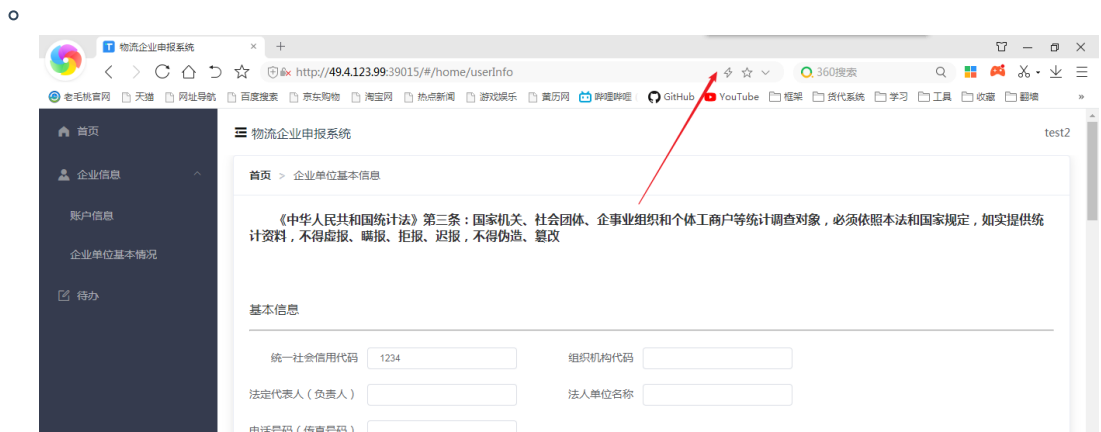 物流企业申报系统
http://49.4.123.99:39015/#/home/userInfo
360搜索
老毛桃官网 天猫 网址导航 百度搜索 京东购物 淘宝网 热点新闻 游戏娱乐 萬历网 哔哩哔哩 GitHub YouTube 框架 货代系统 学习 工具 收藏 翻墙 »
首页
物流企业申报系统
test2
企业信息
首页 > 企业单位基本信息
账户信息
《中华人民共和国统计法》第三条：国家机关、社会团体、企事业组织和个体工商户等统计调查对象，必须依照本法和国家规定，如实提供统
计资料，不得虚报、瞒报、拒报、迟报，不得伪造、篡改
企业单位基本情况
待办
基本信息
统一社会信用代码 1234 组织机构代码
法定代表人（负责人） 法人单位名称
电话号码（传真号码）